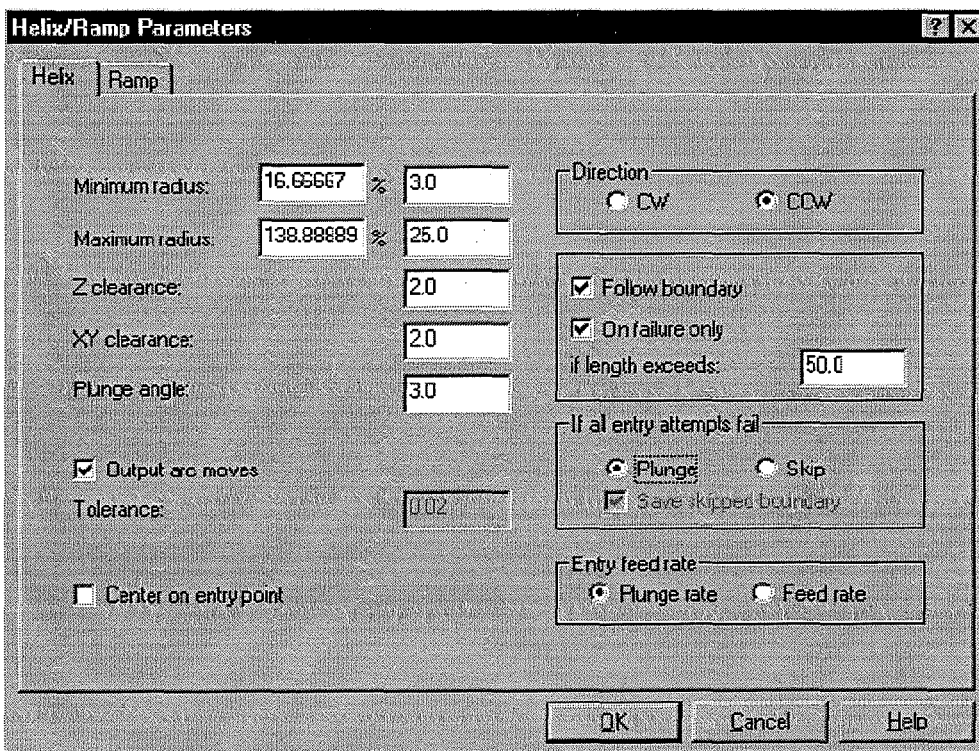 Helix/Ramp Parameters
Helix Ramp
Minimum radius: 16.66667 % 3.0
Maximum radius: 138.88889 % 25.0
Z clearance: 2.0
XY clearance: 2.0
Plunge angle: 3.0
Output arc moves
Tolerance: 0.02
Center on entry point
Direction
CW CCW
Follow boundary
On failure only
if length exceeds: 50.0
If all entry attempts fail
Plunge Skip
Save skipped boundary
Entry feed rate
Plunge rate Feed rate
OK Cancel Help